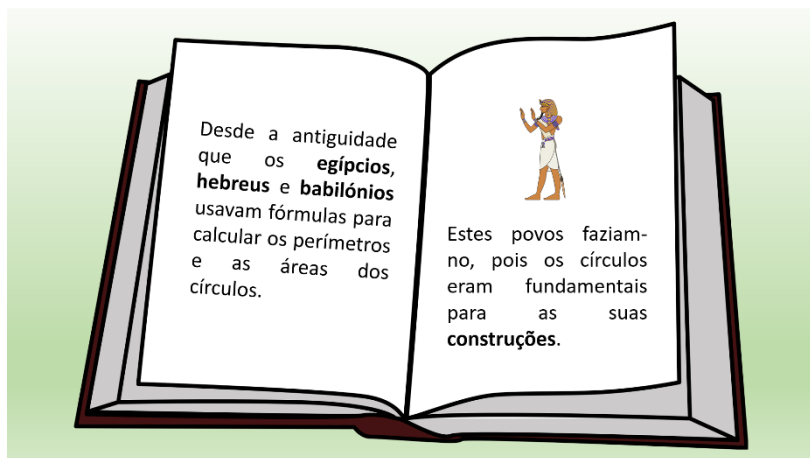 Desde a antiguidade
que os egípcios,
hebreus e babilónios
usavam fórmulas para
calcular os perímetros
e as áreas dos
círculos.
Estes povos faziam-
no, pois os círculos
eram fundamentais
para as suas
construções.